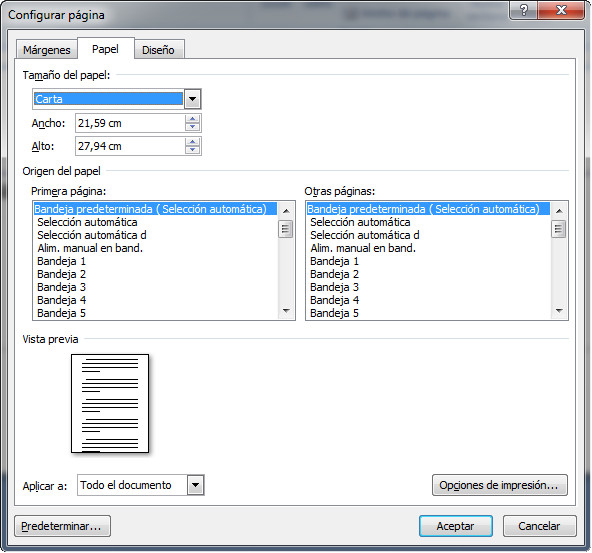 Configurar página
Márgenes Papel Diseño
Tamaño del papel:
Carta
Ancho: 21,59 cm
Alto: 27,94 cm
Origen del papel
Primera página:
Bandeja predeterminada ( Selección automática)
Selección automática
Selección automática d
Alim. manual en band.
Bandeja 1
Bandeja 2
Bandeja 3
Bandeja 4
Bandeja 5
Otras páginas:
Bandeja predeterminada ( Selección automática)
Selección automática
Selección automática d
Alim. manual en band.
Bandeja 1
Bandeja 2
Bandeja 3
Bandeja 4
Bandeja 5
Vista previa
Aplicar a: Todo el documento
Opciones de impresión...
Predeterminar...
Aceptar
Cancelar